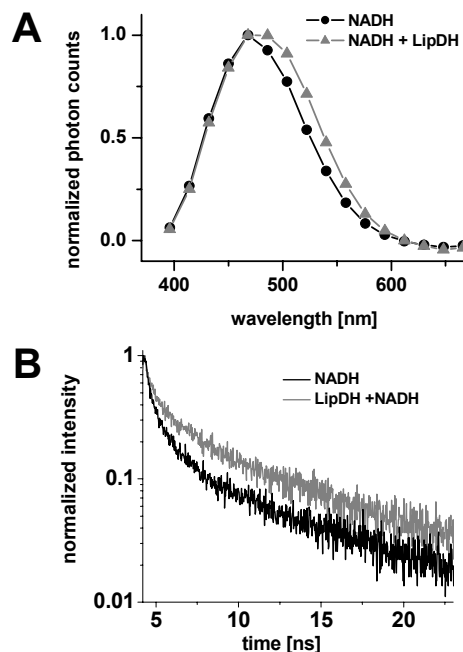 A
NADH
NADH + LipDH
normalized photon counts
1.0
0.5
0.0
400
500
600
wavelength [nm]
B
NADH
LipDH +NADH
normalized intensity
1
0.1
0.01
5
10
15
20
time [ns]